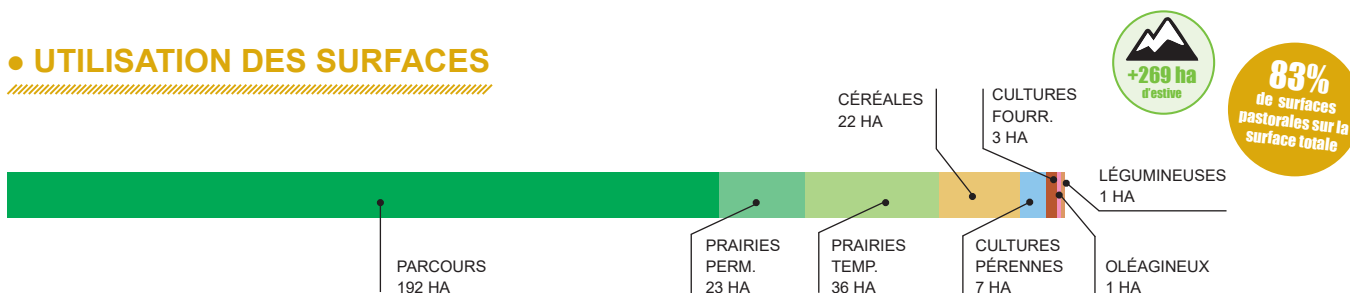 ● UTILISATION DES SURFACES
+269 ha
d'estive
83%
de surfaces
pastorales sur la
surface totale
CÉRÉALES
22 HA
CULTURES
FOURR.
3 HA
LÉGUMINEUSES
1 HA
PARCOURS
192 HA
PRAIRIES
PERM.
23 HA
PRAIRIES
TEMP.
36 HA
CULTURES
PÉRENNES
7 HA
OLÉAGINEUX
1 HA